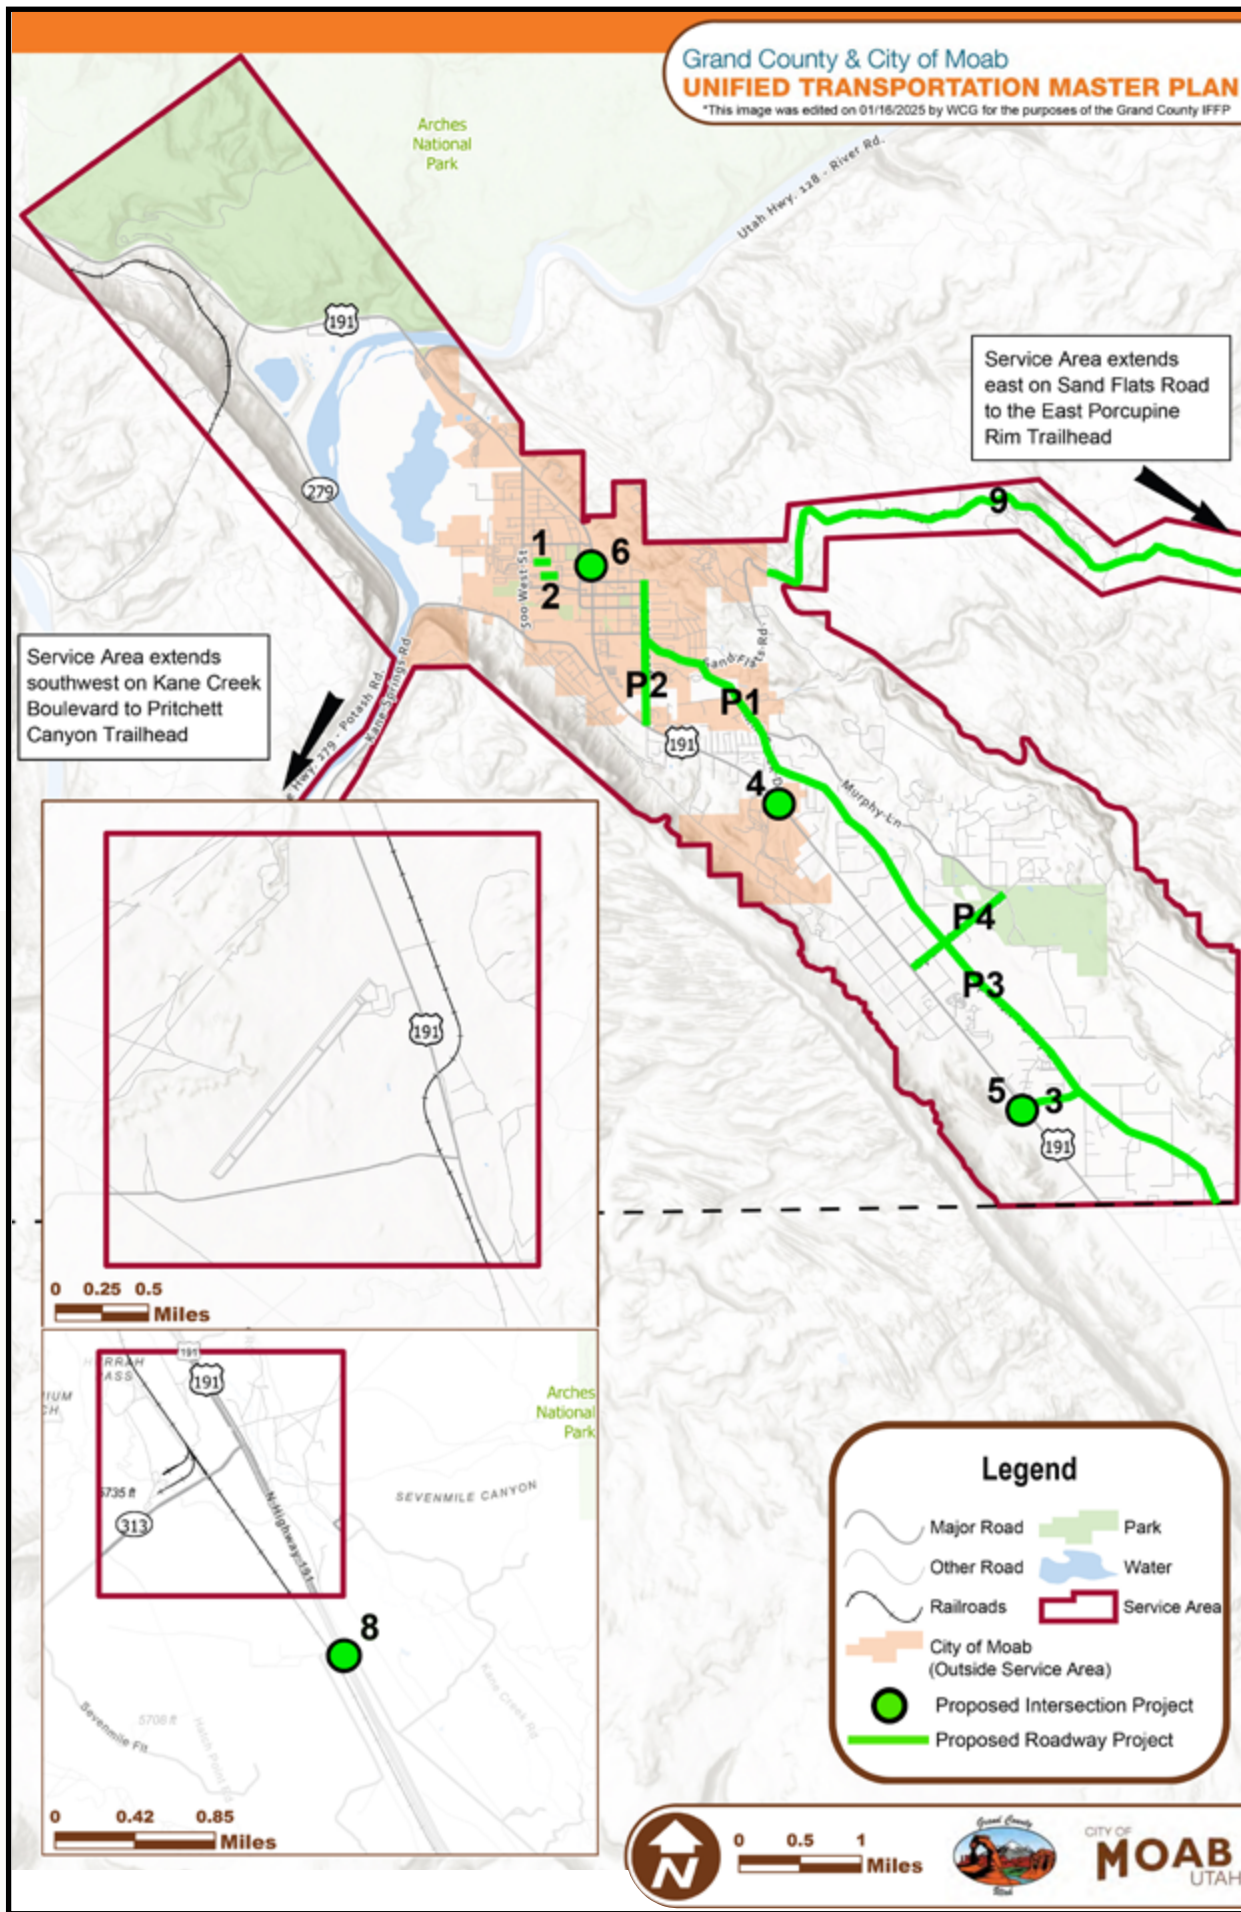 Grand County & City of Moab
UNIFIED TRANSPORTATION MASTER PLAN
*This image was edited on 01/16/2025 by WCG for the purposes of the Grand County IFFP
Arches
National
Park
Utah Hwy. 128 - River Rd.
191
Service Area extends
east on Sand Flats Road
to the East Porcupine
Rim Trailhead
279
9
1
6
2
500 West St.
Sand Flats Rd.
Service Area extends
southwest on Kane Creek
Boulevard to Pritchett
Canyon Trailhead
Hwy. 279 - Potash Rd.
Kane Springs Rd
P2
P1
191
4
Murphy Ln
P4
P3
5
3
191
191
0 0.25 0.5
Miles
191
191
5735 ft
313
N Highway 191
Arches
National
Park
SEVENMILE CANYON
8
Kane Creek Rd
Sevenmile Flt
5708 ft
Hatch Point Rd
0 0.42 0.85
Miles
Legend
Major Road
Park
Other Road
Water
Railroads
Service Area
City of Moab
(Outside Service Area)
Proposed Intersection Project
Proposed Roadway Project
N
0 0.5 1
Miles
Grand County
Utah
CITY OF
MOAB
UTAH